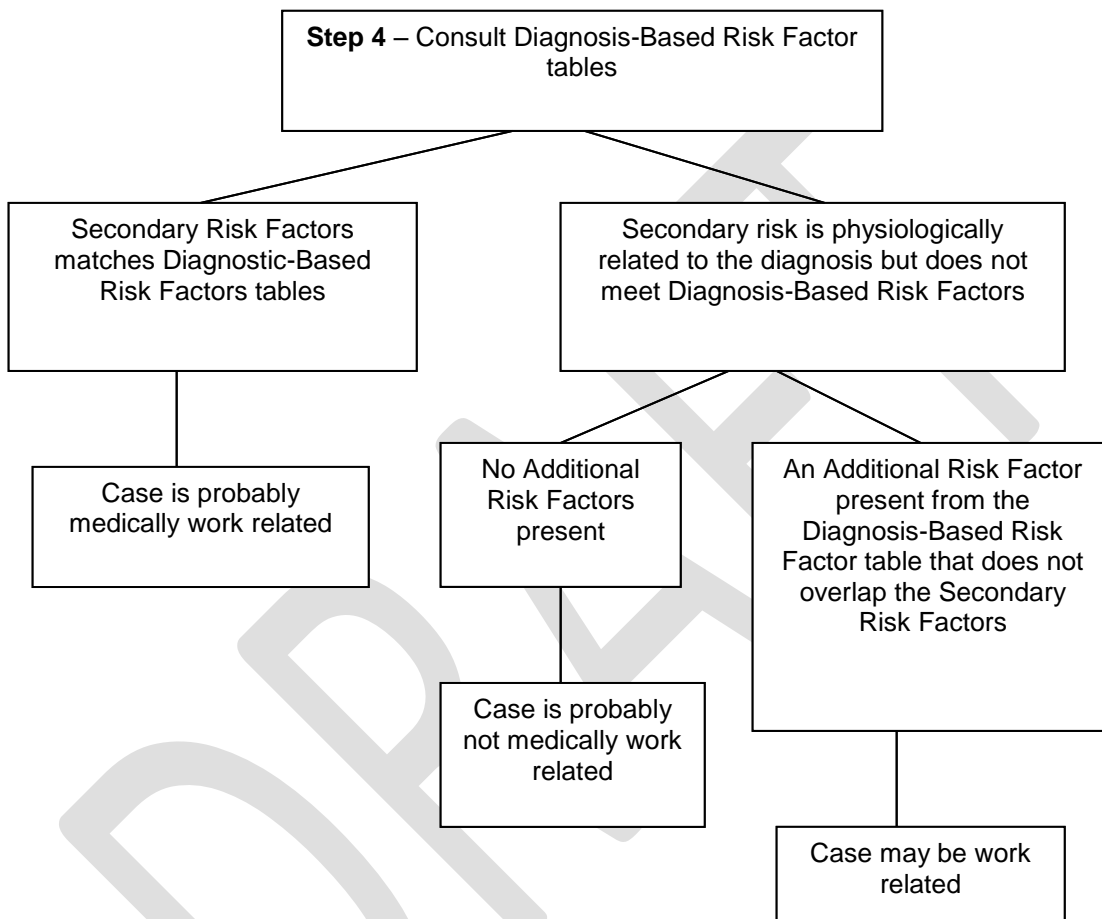 Step 4 – Consult Diagnosis-Based Risk Factor
tables
Secondary Risk Factors
matches Diagnostic-Based
Risk Factors tables
Secondary risk is physiologically
related to the diagnosis but does not
meet Diagnosis-Based Risk Factors
Case is probably
medically work related
No Additional
Risk Factors
present
An Additional Risk Factor
present from the
Diagnosis-Based Risk
Factor table that does not
overlap the Secondary
Risk Factors
Case is probably
not medically work
related
Case may be work
related
DRAFT